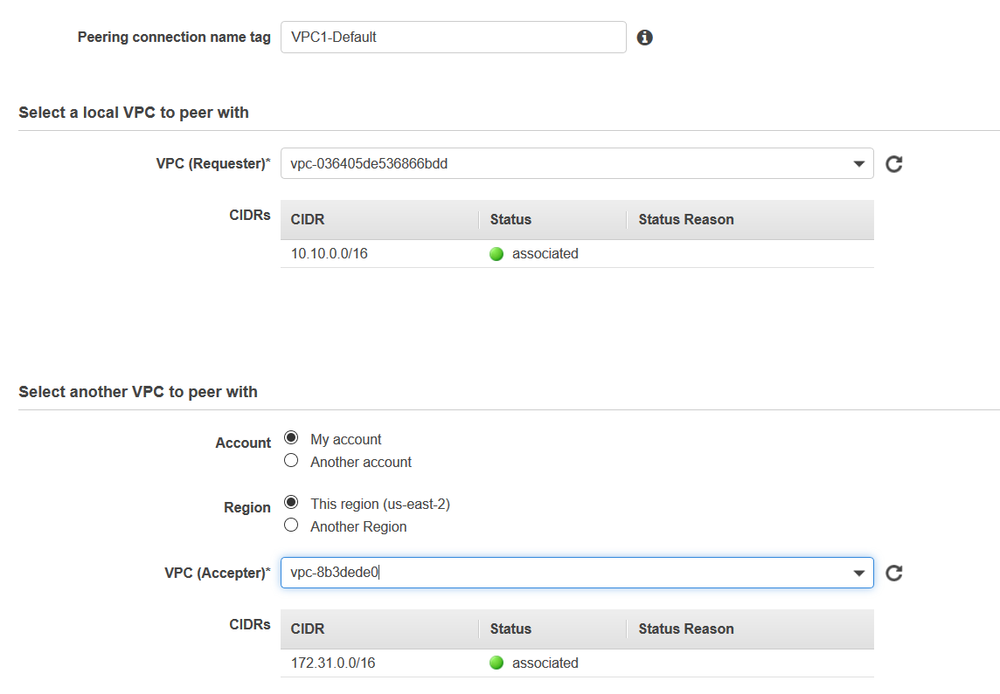 Peering connection name tag VPC1-Default
Select a local VPC to peer with
VPC (Requester)* vpc-036405de536866bdd
CIDRs CIDR Status Status Reason
10.10.0.0/16 associated
Select another VPC to peer with
Account My account
Another account
Region This region (us-east-2)
Another Region
VPC (Accepter)* vpc-8b3dede0
CIDRs CIDR Status Status Reason
172.31.0.0/16 associated